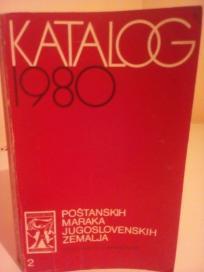 KATALOG
1980
POŠTANSKIH
MARAKA
JUGOSLOVENSKIH
ZEMALJA
2